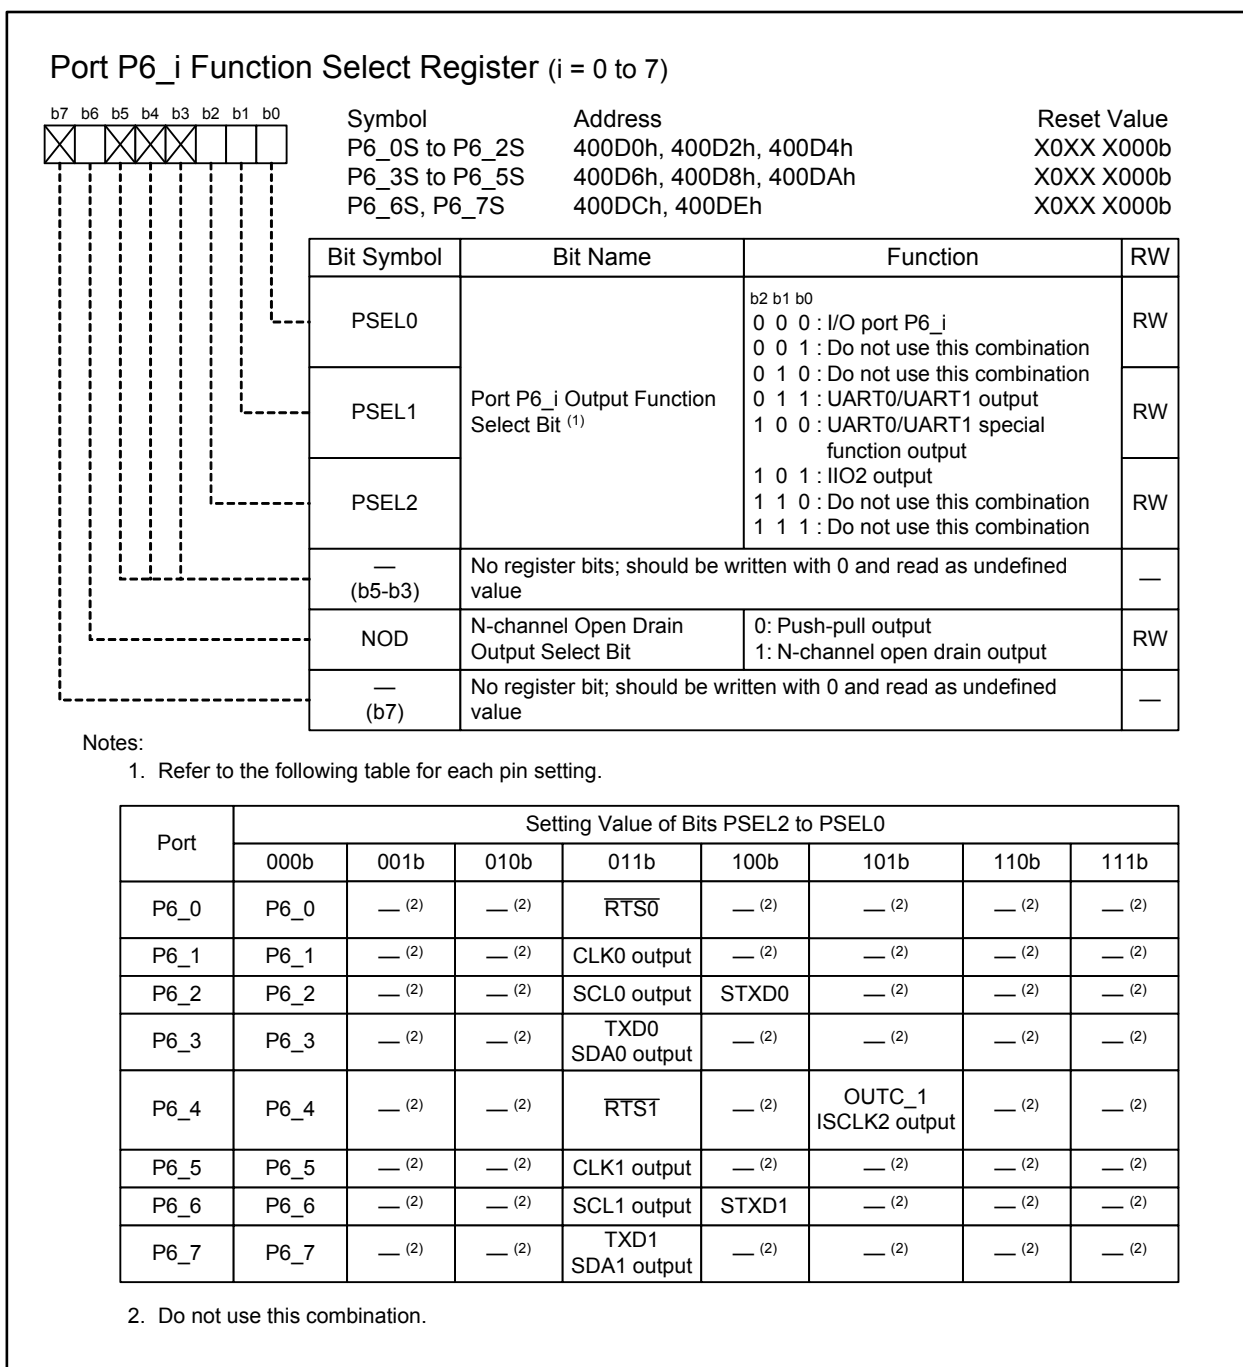 Port P6_i Function Select Register (i = 0 to 7)
b7 b6 b5 b4 b3 b2 b1 b0
Symbol Address Reset Value
P6_0S to P6_2S 400D0h, 400D2h, 400D4h X0XX X000b
P6_3S to P6_5S 400D6h, 400D8h, 400DAh X0XX X000b
P6_6S, P6_7S 400DCh, 400DEh X0XX X000b
Bit Symbol Bit Name Function RW
PSEL0 RW
PSEL1 RW
PSEL2 RW
Port P6_i Output Function
Select Bit (1)
b2 b1 b0
0 0 0 : I/O port P6_i
0 0 1 : Do not use this combination
0 1 0 : Do not use this combination
0 1 1 : UART0/UART1 output
1 0 0 : UART0/UART1 special
function output
1 0 1 : IIO2 output
1 1 0 : Do not use this combination
1 1 1 : Do not use this combination
— No register bits; should be written with 0 and read as undefined —
(b5-b3) value
NOD N-channel Open Drain 0: Push-pull output RW
Output Select Bit 1: N-channel open drain output
— No register bit; should be written with 0 and read as undefined —
(b7) value
Notes:
1. Refer to the following table for each pin setting.
Port Setting Value of Bits PSEL2 to PSEL0
000b 001b 010b 011b 100b 101b 110b 111b
P6_0 P6_0 — (2) — (2) RTS0 — (2) — (2) — (2) — (2)
P6_1 P6_1 — (2) — (2) CLK0 output — (2) — (2) — (2) — (2)
P6_2 P6_2 — (2) — (2) SCL0 output STXD0 — (2) — (2) — (2)
P6_3 P6_3 — (2) — (2) TXD0 — (2) — (2) — (2) — (2)
SDA0 output
P6_4 P6_4 — (2) — (2) RTS1 — (2) OUTC_1 — (2) — (2)
ISCLK2 output
P6_5 P6_5 — (2) — (2) CLK1 output — (2) — (2) — (2) — (2)
P6_6 P6_6 — (2) — (2) SCL1 output STXD1 — (2) — (2) — (2)
P6_7 P6_7 — (2) — (2) TXD1 — (2) — (2) — (2) — (2)
SDA1 output
2. Do not use this combination.